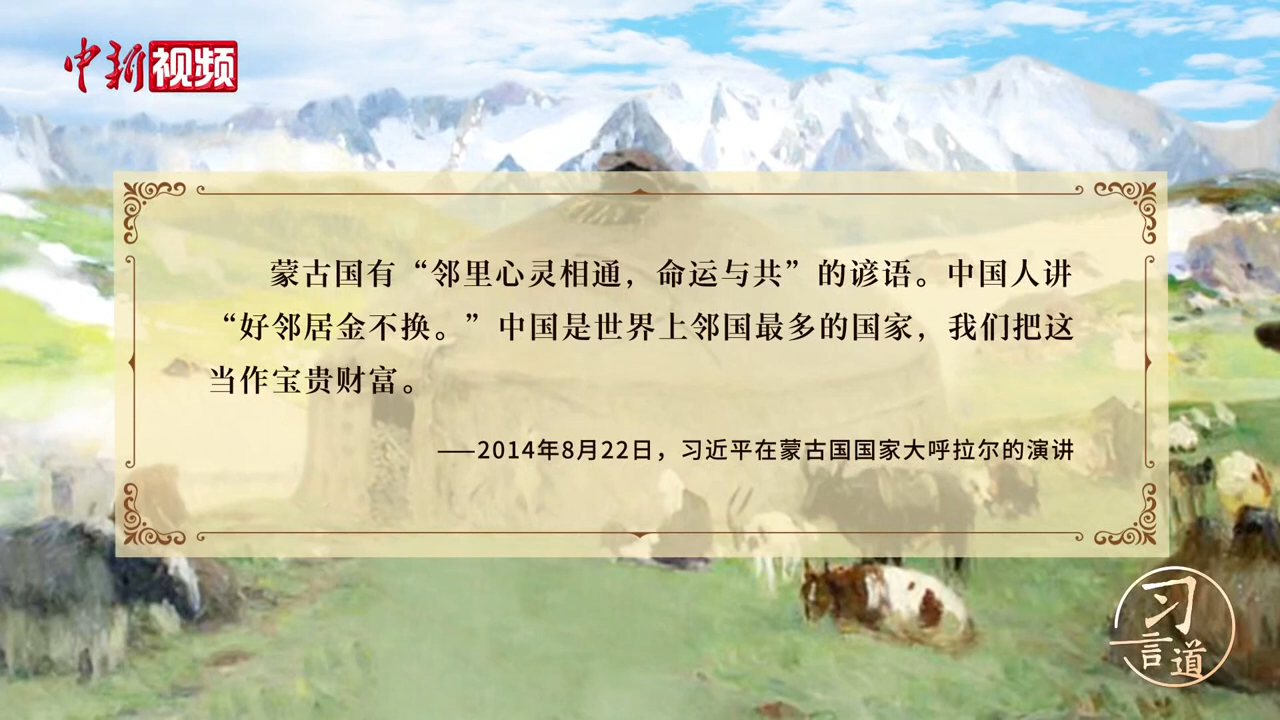 中新视频
蒙古国有“邻里心灵相通，命运与共”的谚语。中国人讲
“好邻居金不换。”中国是世界上邻国最多的国家，我们把这
当作宝贵财富。
——2014年8月22日，习近平在蒙古国国家大呼拉尔的演讲
习
言道